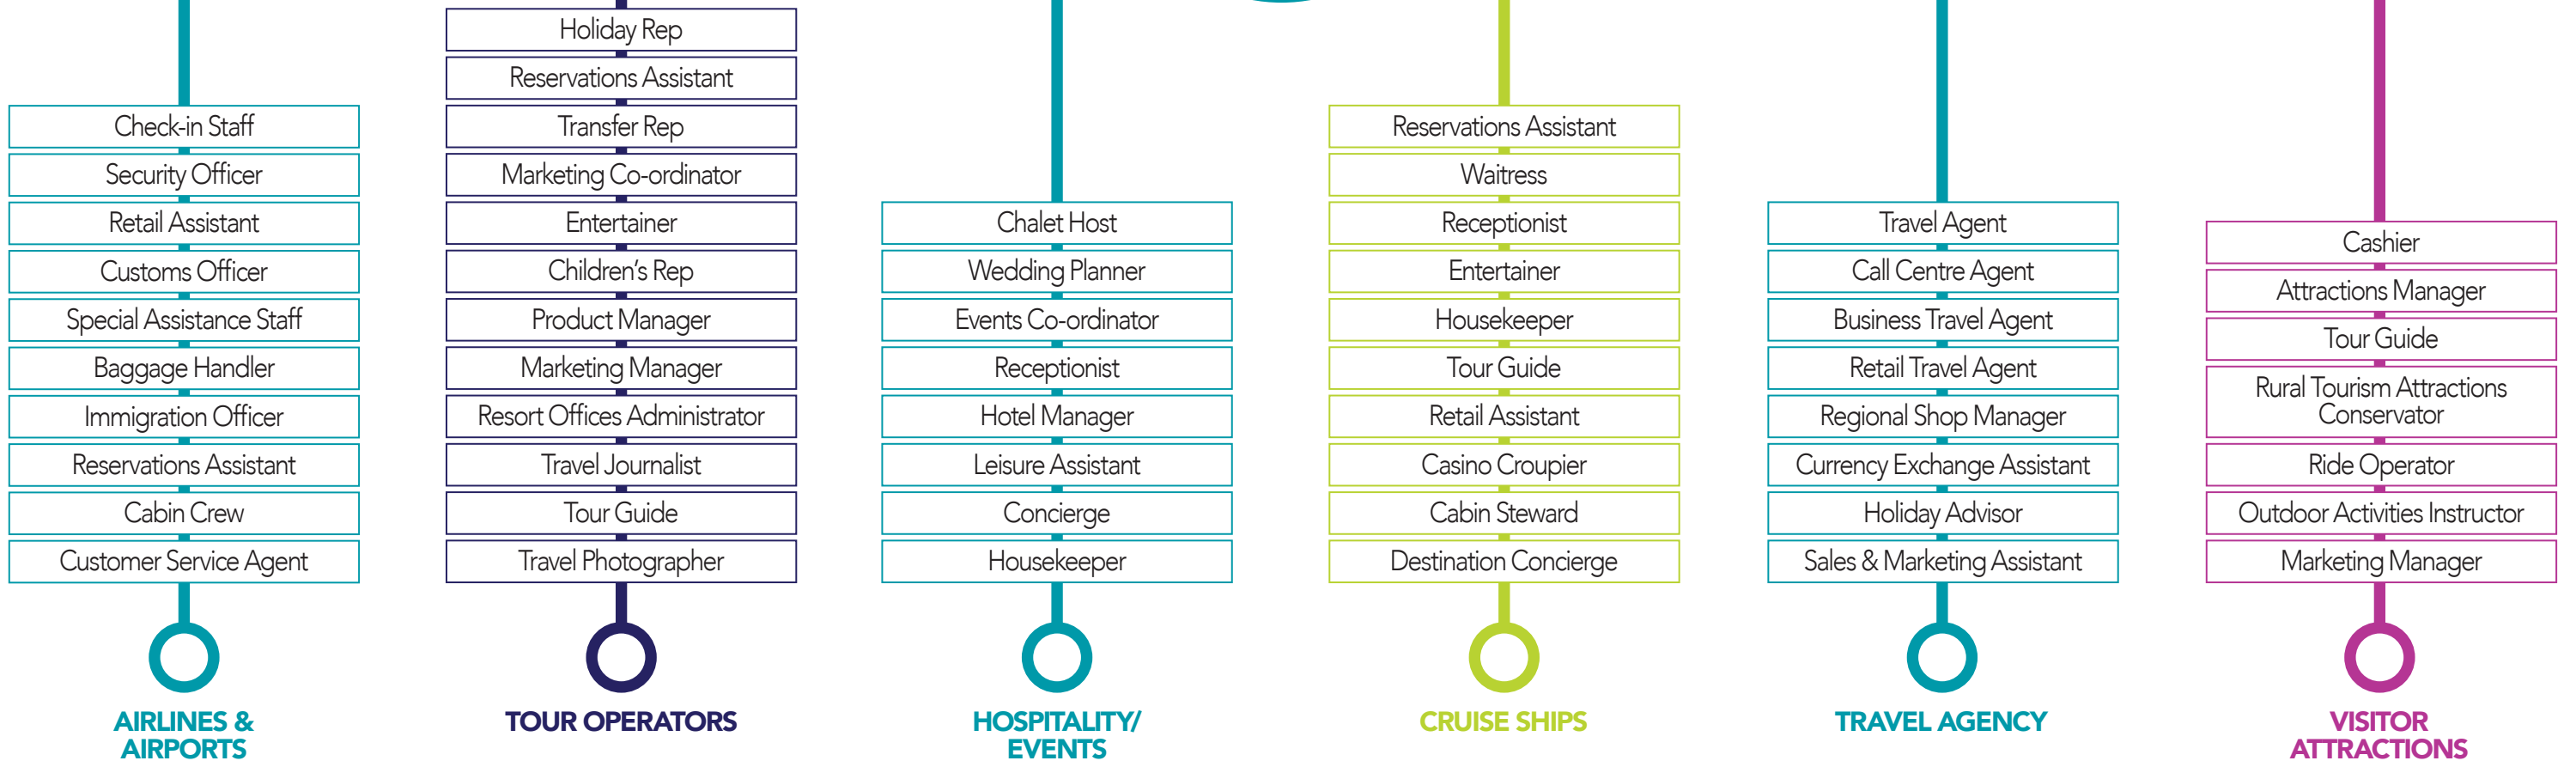 Check-in Staff
Security Officer
Retail Assistant
Customs Officer
Special Assistance Staff
Baggage Handler
Immigration Officer
Reservations Assistant
Cabin Crew
Customer Service Agent
AIRLINES &
AIRPORTS
Holiday Rep
Reservations Assistant
Transfer Rep
Marketing Co-ordinator
Entertainer
Children's Rep
Product Manager
Marketing Manager
Resort Offices Administrator
Travel Journalist
Tour Guide
Travel Photographer
TOUR OPERATORS
Chalet Host
Wedding Planner
Events Co-ordinator
Receptionist
Hotel Manager
Leisure Assistant
Concierge
Housekeeper
HOSPITALITY/
EVENTS
Reservations Assistant
Waitress
Receptionist
Entertainer
Housekeeper
Tour Guide
Retail Assistant
Casino Croupier
Cabin Steward
Destination Concierge
CRUISE SHIPS
Travel Agent
Call Centre Agent
Business Travel Agent
Retail Travel Agent
Regional Shop Manager
Currency Exchange Assistant
Holiday Advisor
Sales & Marketing Assistant
TRAVEL AGENCY
Cashier
Attractions Manager
Tour Guide
Rural Tourism Attractions
Conservator
Ride Operator
Outdoor Activities Instructor
Marketing Manager
VISITOR
ATTRACTIONS